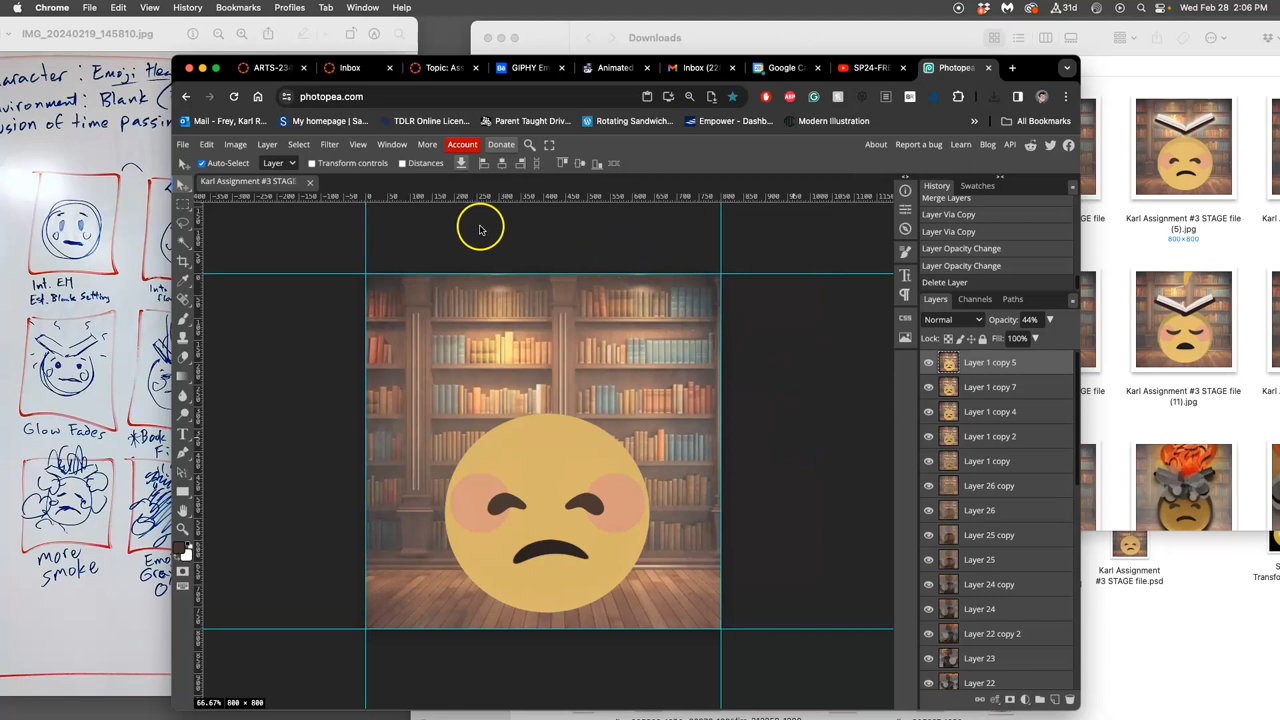 Chrome File Edit View History Bookmarks Profiles Tab Window Help
31d
Wed Feb 28 2:06 PM
IMG_20240219_145810.jpg
Downloads
ARTS-234
Inbox
Topic: Ass
GIPHY Em
Animated
Mail
Inbox (22
Google Ca
SP24-FRE
Photopea
photopea.com
Mail - Frey, Karl R...
My homepage | Sa...
TDLR Online Licen...
Parent Taught Driv...
Rotating Sandwich...
Empower - Dashb...
Modern Illustration
All Bookmarks
File Edit Image Layer Select Filter View Window More Account Donate
About Report a bug Learn Blog API
Auto-Select Layer Transform controls Distances
Karl Assignment #3 STAGE
History Swatches
Merge Layers
Layer Via Copy
Layer Via Copy
Layer Opacity Change
Layer Opacity Change
Delete Layer
Layers Channels Paths
Normal Opacity: 44%
Lock: Fill: 100%
Layer 1 copy 5
Layer 1 copy 7
Layer 1 copy 4
Layer 1 copy 2
Layer 1 copy
Layer 26 copy
Layer 26
Layer 25 copy
Layer 25
Layer 24 copy
Layer 24
Layer 22 copy 2
Layer 23
Layer 22
CSS
66.67% 800 × 800
aracter : Emoji Hea
vironment: Blank (
usion of time passin
Int. EM
Est. Blank Setting
Glow Fades
*Body
more
smoke
Karl Assignment #3 STAGE file
(5).jpg
800×800
Karl Assignment #3 STAGE file
(11).jpg
Karl Assignment
#3 STAGE file.psd